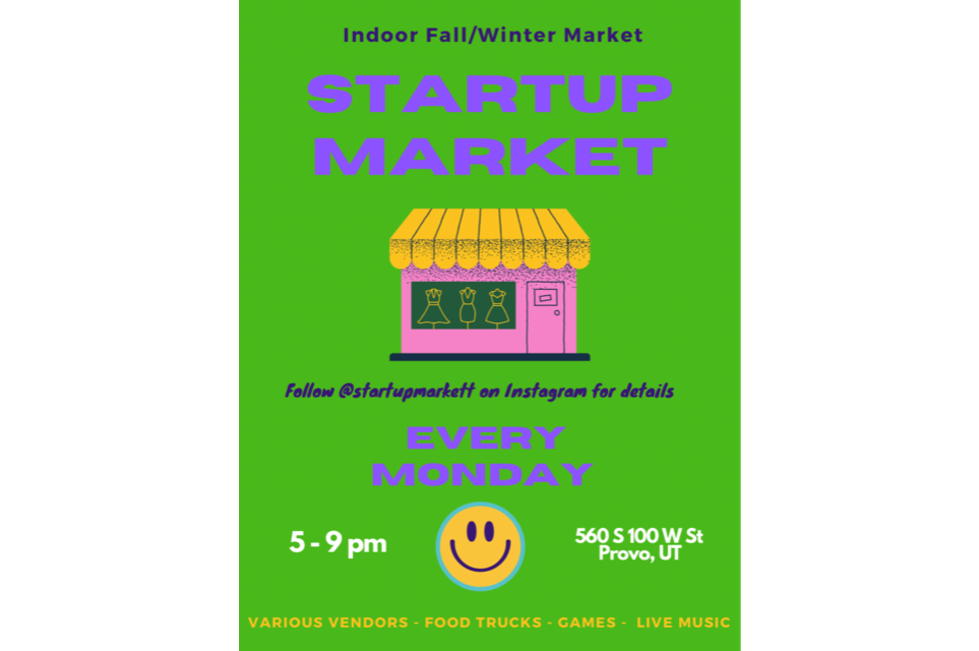 Indoor Fall/Winter Market
STARTUP
MARKET
Follow @startupmarkett on Instagram for details
EVERY
MONDAY
5 - 9 pm
560 S 100 W St
Provo, UT
VARIOUS VENDORS - FOOD TRUCKS - GAMES - LIVE MUSIC